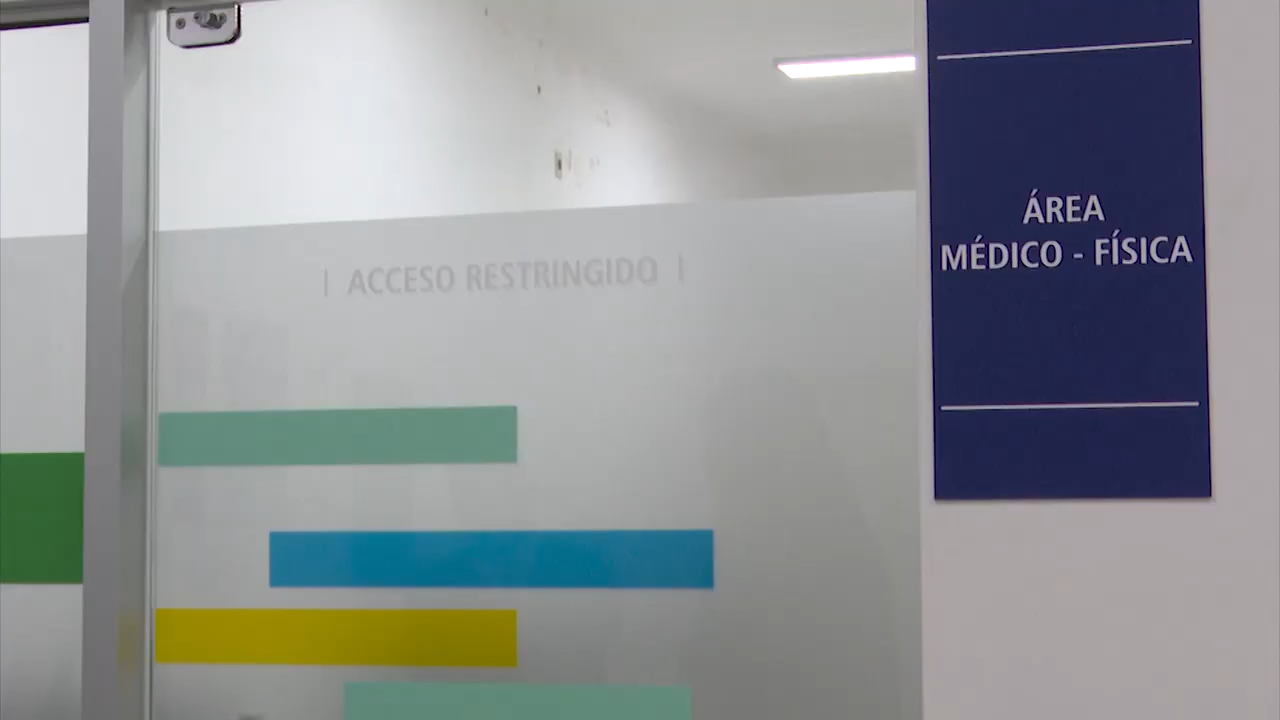 | ACCESO RESTRINGIDO |
ÁREA
MÉDICO - FÍSICA